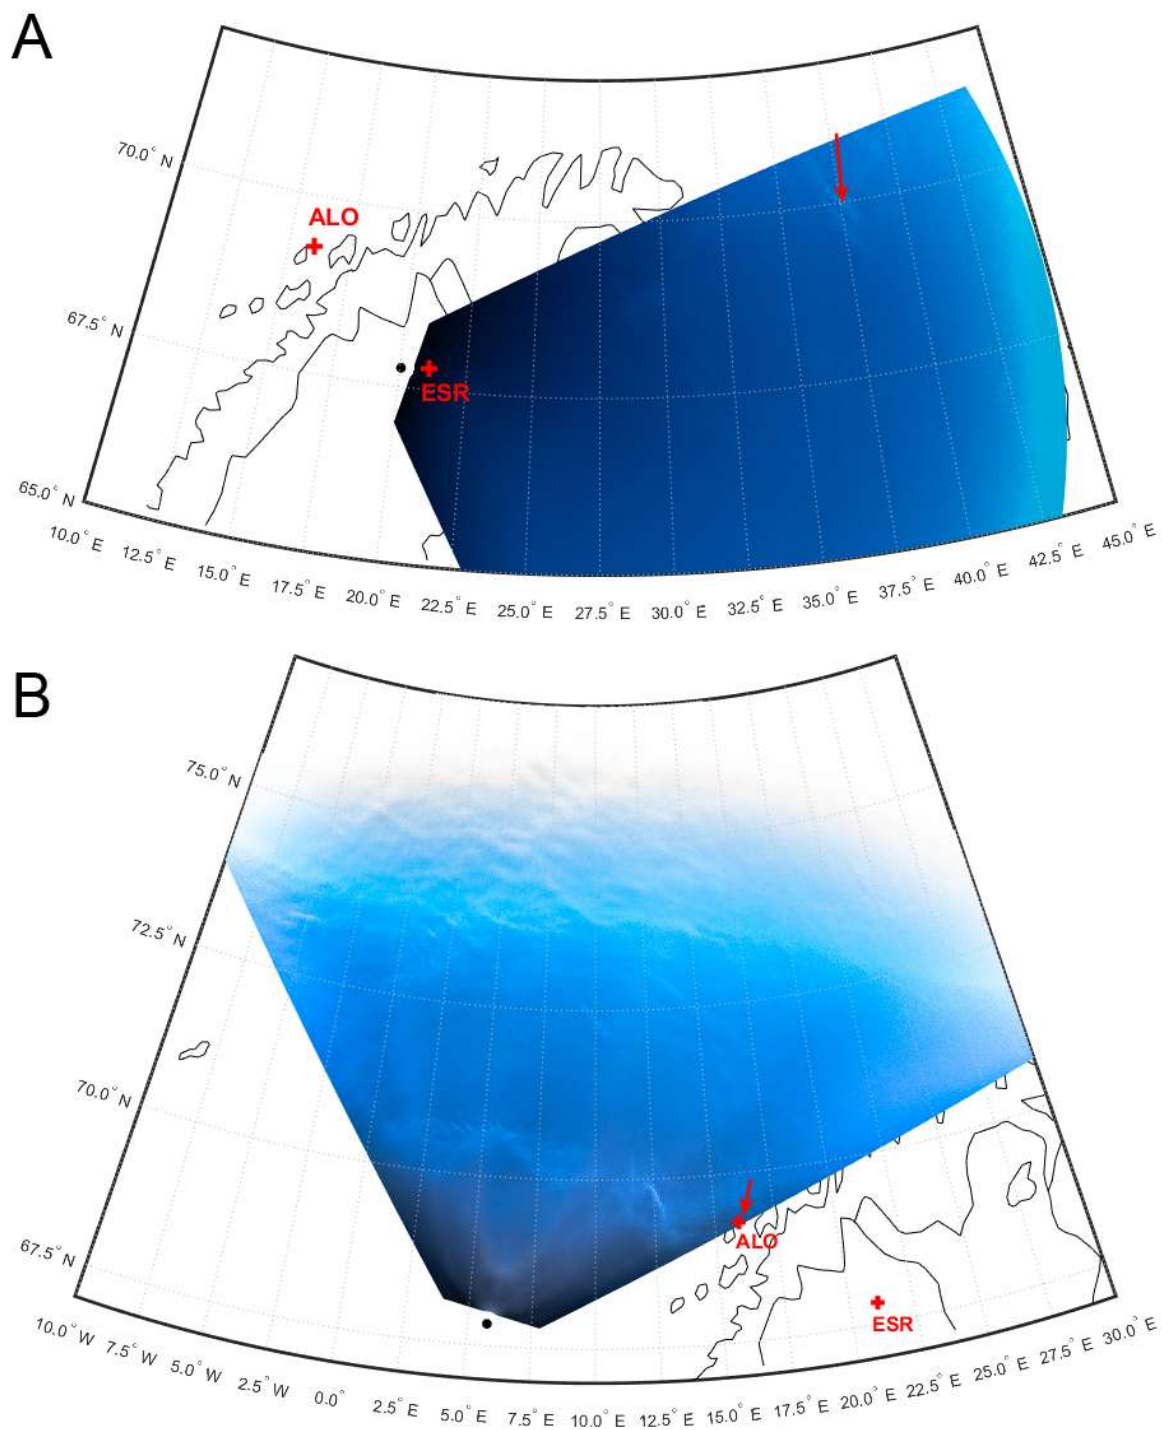 A
70.0° N
ALO
67.5° N
ESR
65.0° N
10.0° E
12.5° E
15.0° E
17.5° E
20.0° E
22.5° E
25.0° E
27.5° E
30.0° E
32.5° E
35.0° E
37.5° E
40.0° E
42.5° E
45.0° E
B
75.0° N
72.5° N
70.0° N
ALO
67.5° N
ESR
10.0° W
7.5° W
5.0° W
2.5° W
0.0°
2.5° E
5.0° E
7.5° E
10.0° E
12.5° E
15.0° E
17.5° E
20.0° E
22.5° E
25.0° E
27.5° E
30.0° E